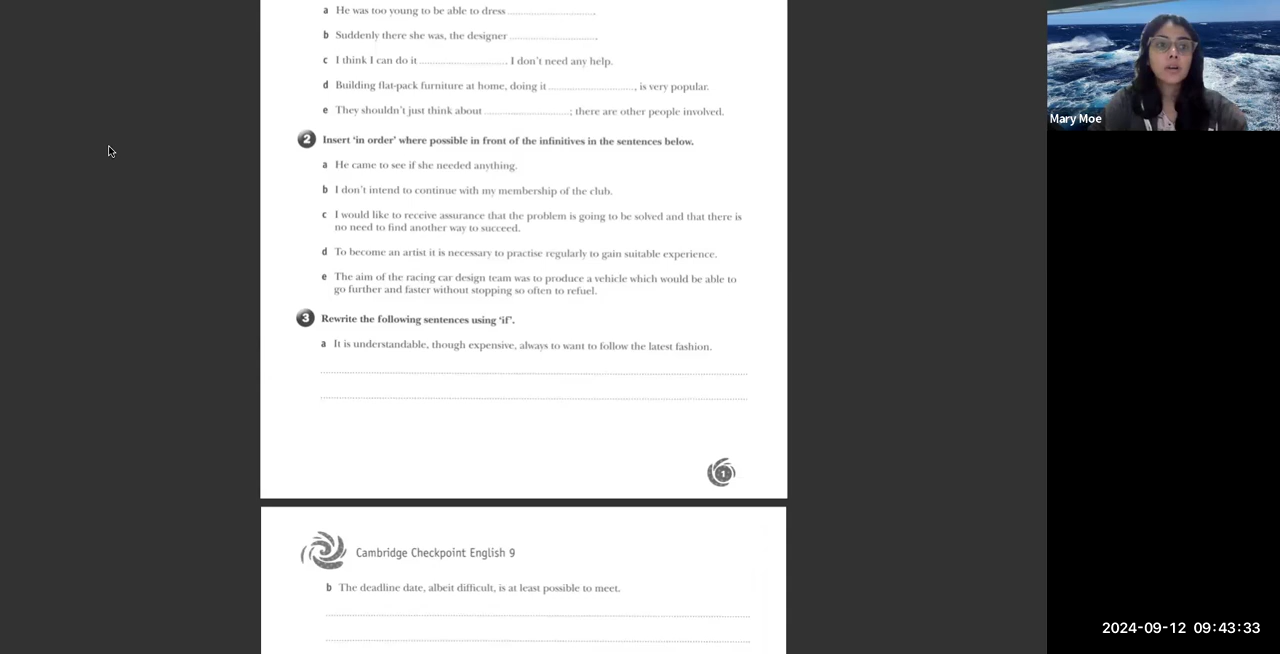 a He was too young to be able to dress ..............................
b Suddenly there she was, the designer ..............................
c I think I can do it .............................. I don't need any help.
d Building flat-pack furniture at home, doing it .............................. , is very popular.
e They shouldn't just think about .............................. ; there are other people involved.
2 Insert 'in order' where possible in front of the infinitives in the sentences below.
a He came to see if she needed anything.
b I don't intend to continue with my membership of the club.
c I would like to receive assurance that the problem is going to be solved and that there is
no need to find another way to succeed.
d To become an artist it is necessary to practise regularly to gain suitable experience.
e The aim of the racing car design team was to produce a vehicle which would be able to
go further and faster without stopping so often to refuel.
3 Rewrite the following sentences using 'if'.
a It is understandable, though expensive, always to want to follow the latest fashion.
1
Cambridge Checkpoint English 9
b The deadline date, albeit difficult, is at least possible to meet.
Mary Moe
2024-09-12 09:43:33